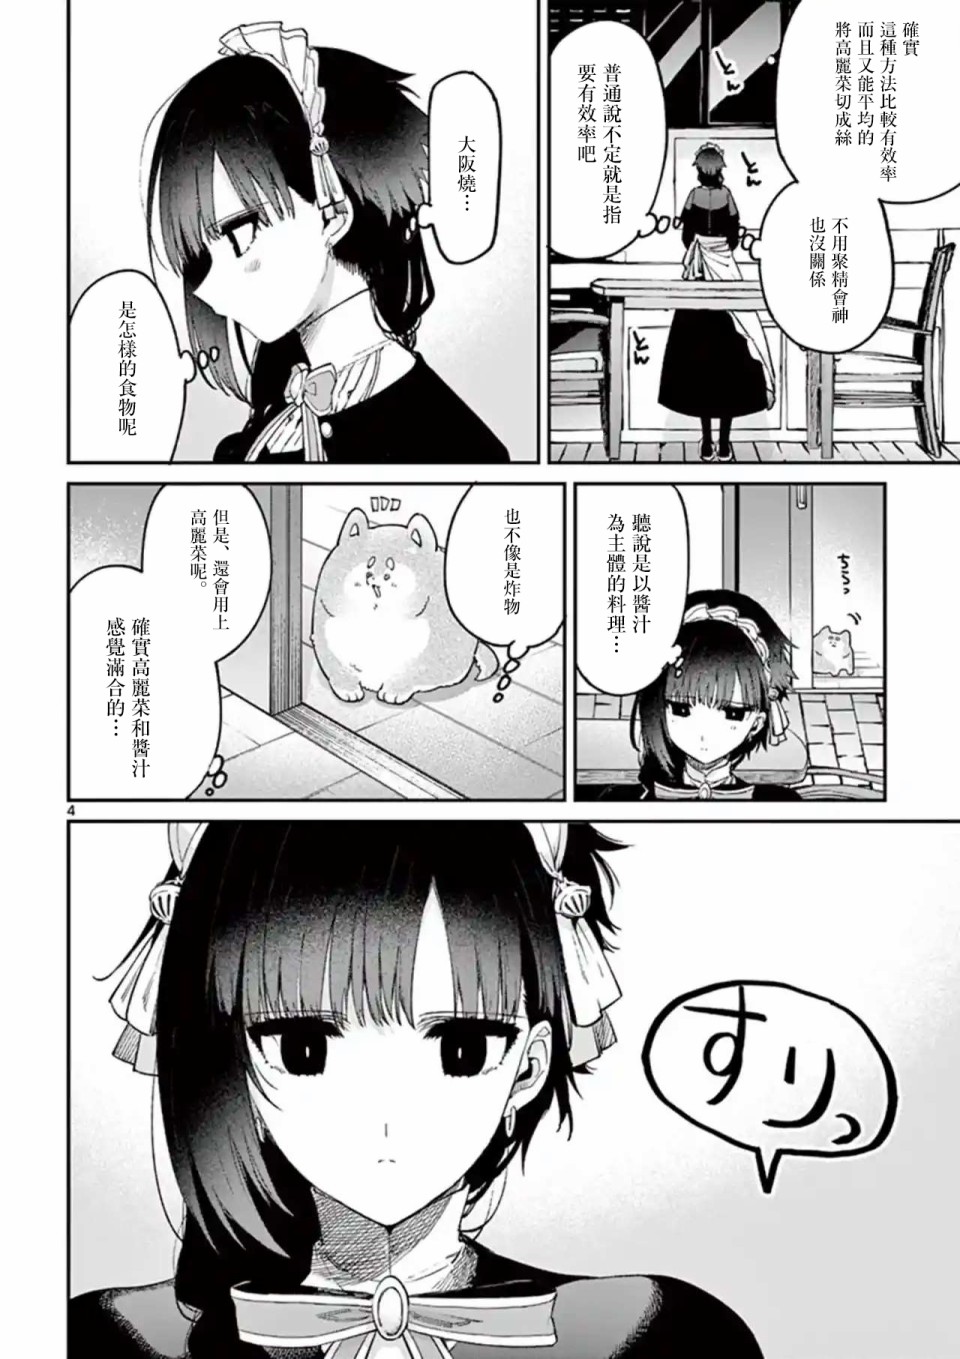 確實
這種方法比較有效率
而且又能平均的
將高麗菜切成絲
不用聚精會神
也沒關係
とん
とん
とん
普通說不定就是指
要有效率吧
大阪燒…
是怎樣的食物呢
聽說是以醬汁
為主體的料理…
ちらっ
也不像是炸物
但是、還會用上
高麗菜呢。
確實高麗菜和醬汁
感覺滿合的…
4
すりっ